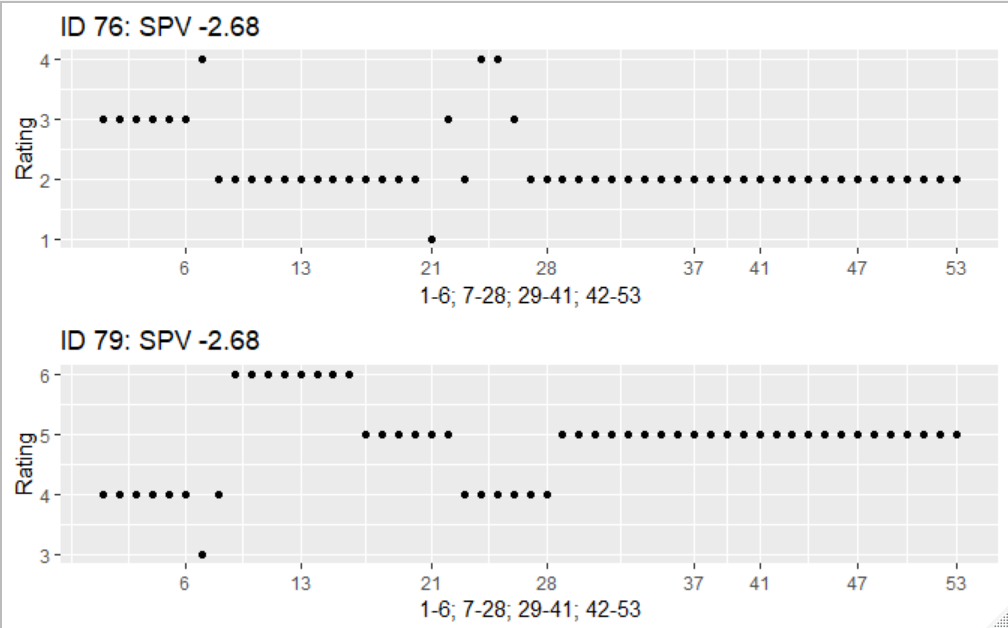 ID 76: SPV -2.68
4
3
2
1
Rating
6 13 21 28 37 41 47 53
1-6; 7-28; 29-41; 42-53
ID 79: SPV -2.68
6
5
4
3
Rating
6 13 21 28 37 41 47 53
1-6; 7-28; 29-41; 42-53